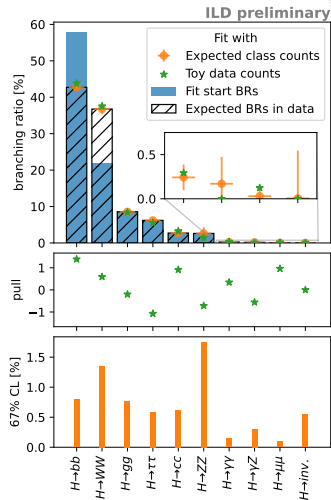 ILD preliminary
Fit with
Expected class counts
Toy data counts
Fit start BRs
Expected BRs in data
branching ratio [%]
60
50
40
30
20
10
0
0.5
0.0
pull
1
0
−1
67% CL [%]
1.5
1.0
0.5
0.0
H→bb
H→WW
H→gg
H→ττ
H→cc
H→ZZ
H→γγ
H→γZ
H→μμ
H→inv.